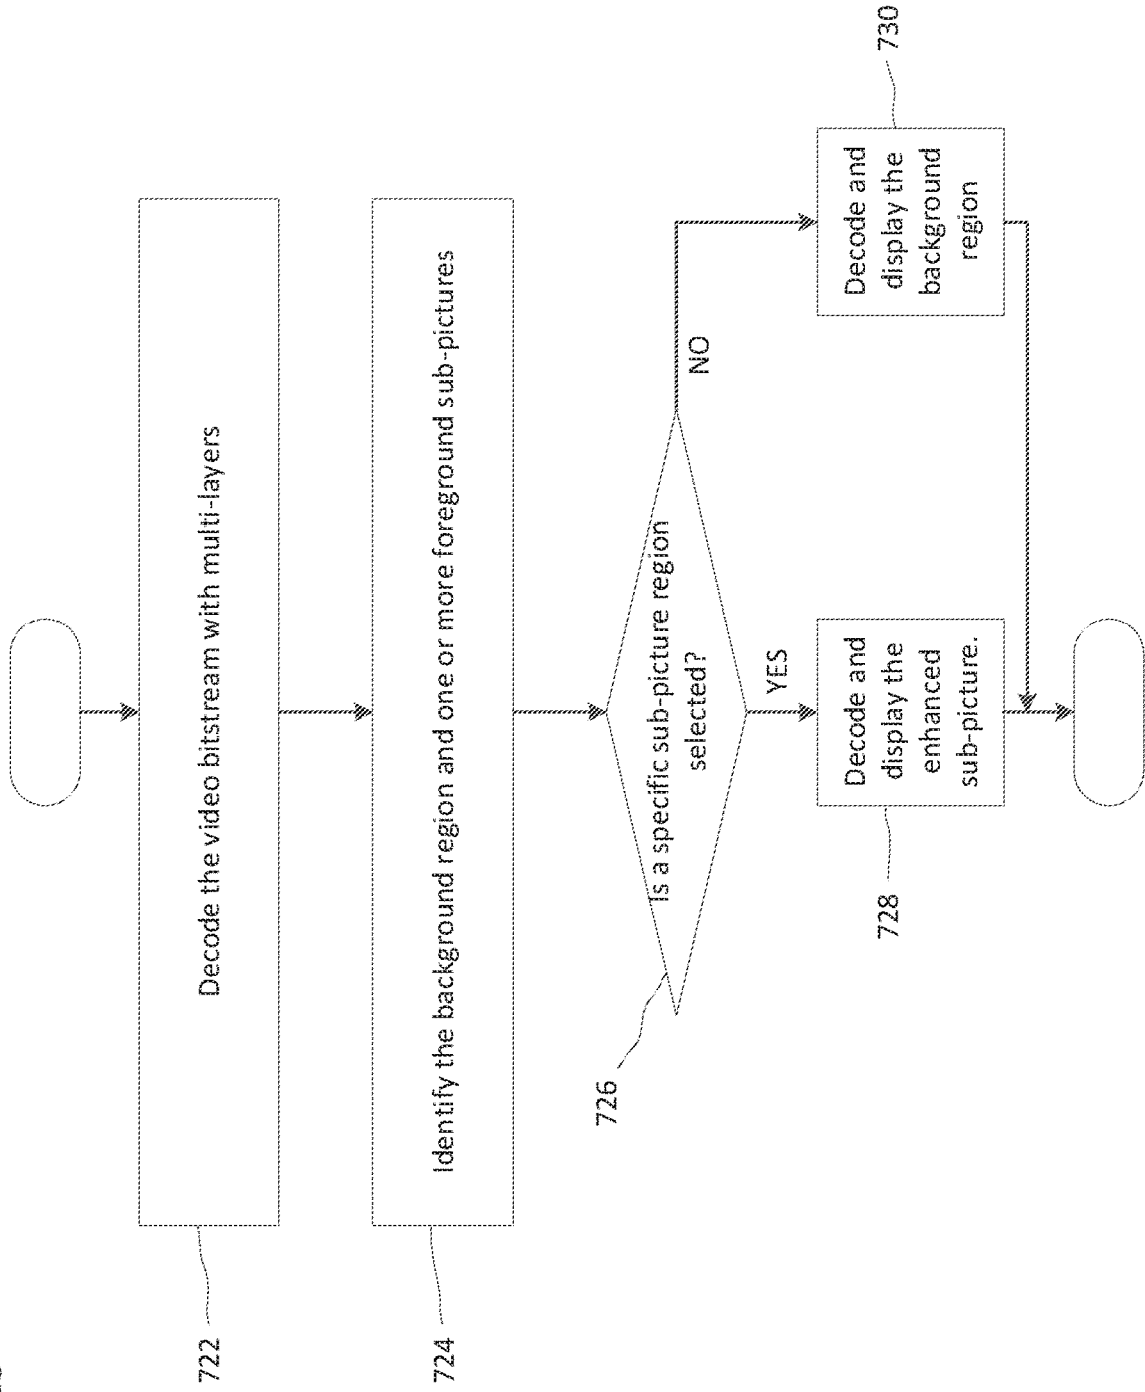 722
Decode the video bitstream with multi-layers
724
Identify the background region and one or more foreground sub-pictures
726
Is a specific sub-picture region
selected?
YES
NO
728
Decode and
display the
enhanced
sub-picture.
Decode and
display the
background
region
730